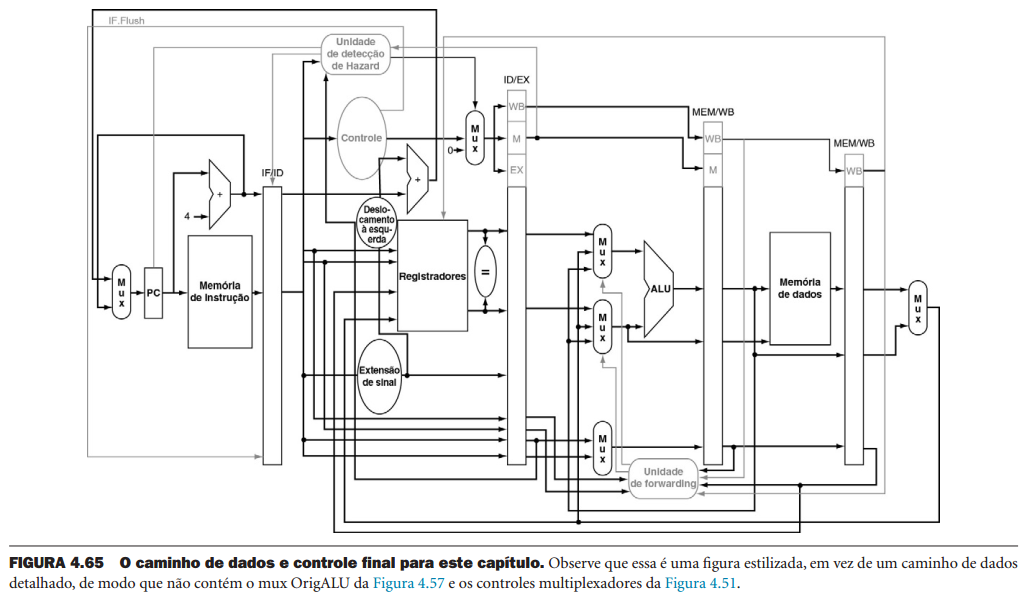 IF.Flush
Unidade
de detecção
de Hazard
ID/EX
WB
MEM/WB
Controle
M
u
x
M
WB
MEM/WB
0
EX
M
WB
+
IF/ID
+
4
Deslo-
camento
à esqu-
erda
M
u
x
PC
Memória
de instrução
Registradores
=
M
u
x
ALU
Memória
de dados
M
u
x
M
u
x
Extensão
de sinal
M
u
x
Unidade
de forwarding
FIGURA 4.65 O caminho de dados e controle final para este capítulo. Observe que essa é uma figura estilizada, em vez de um caminho de dados
detalhado, de modo que não contém o mux OrigALU da Figura 4.57 e os controles multiplexadores da Figura 4.51.